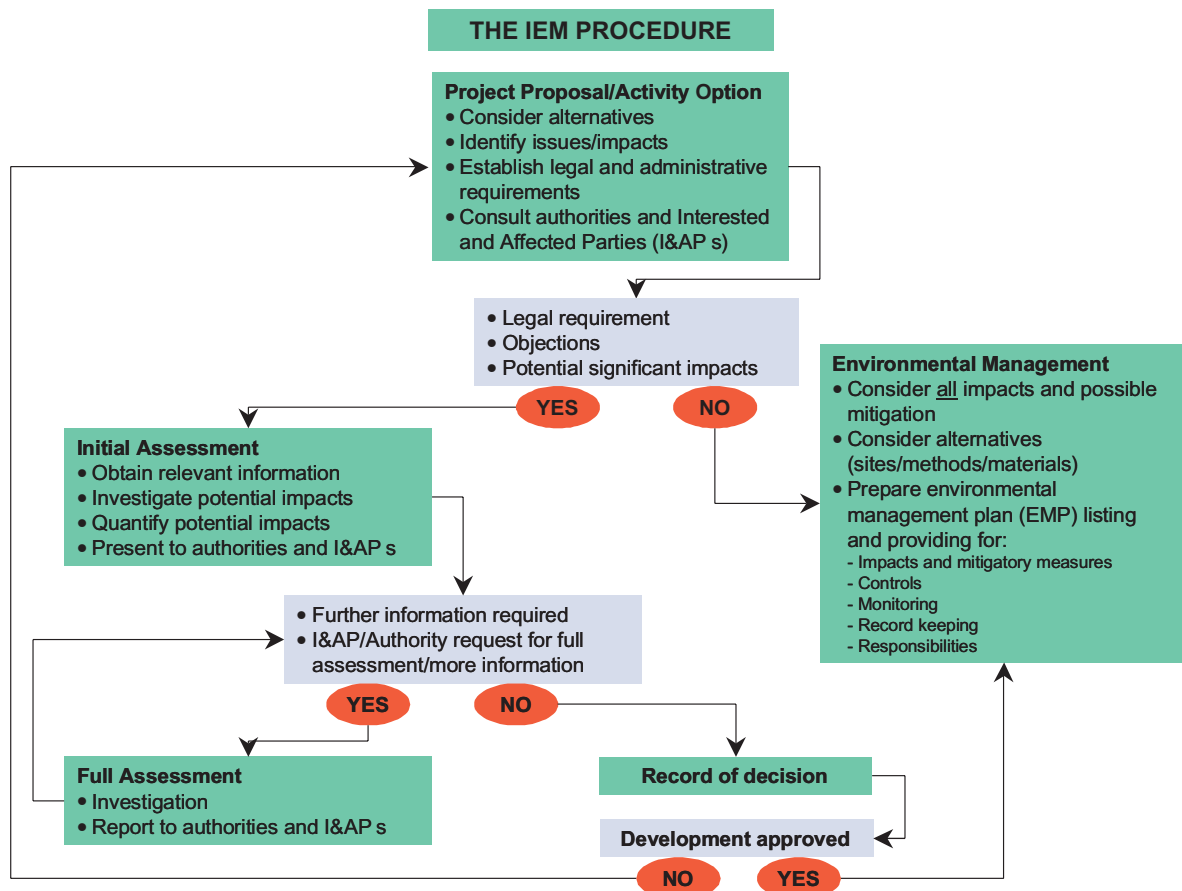 THE IEM PROCEDURE
Project Proposal/Activity Option
• Consider alternatives
• Identify issues/impacts
• Establish legal and administrative
requirements
• Consult authorities and Interested
and Affected Parties (I&AP s)
• Legal requirement
• Objections
• Potential significant impacts
YES
NO
Environmental Management
• Consider all impacts and possible
mitigation
• Consider alternatives
(sites/methods/materials)
• Prepare environmental
management plan (EMP) listing
and providing for:
- Impacts and mitigatory measures
- Controls
- Monitoring
- Record keeping
- Responsibilities
Initial Assessment
• Obtain relevant information
• Investigate potential impacts
• Quantify potential impacts
• Present to authorities and I&AP s
• Further information required
• I&AP/Authority request for full
assessment/more information
YES
NO
Full Assessment
• Investigation
• Report to authorities and I&AP s
Record of decision
Development approved
NO
YES